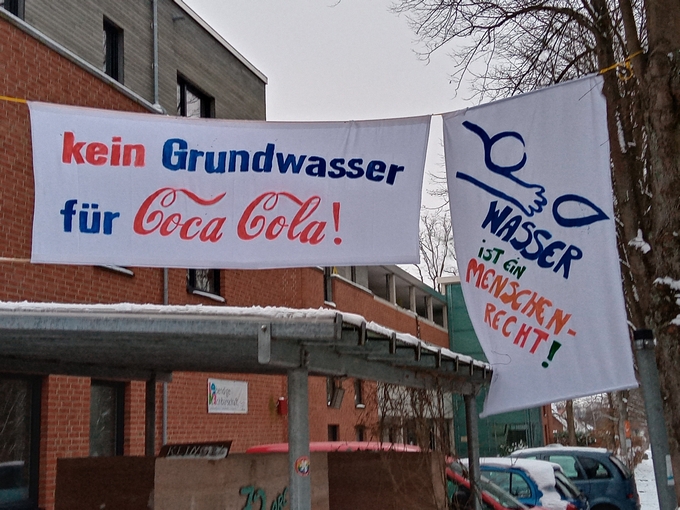 kein Grundwasser
für Coca Cola!
WASSER
IST EIN
MENSCHEN-
RECHT!